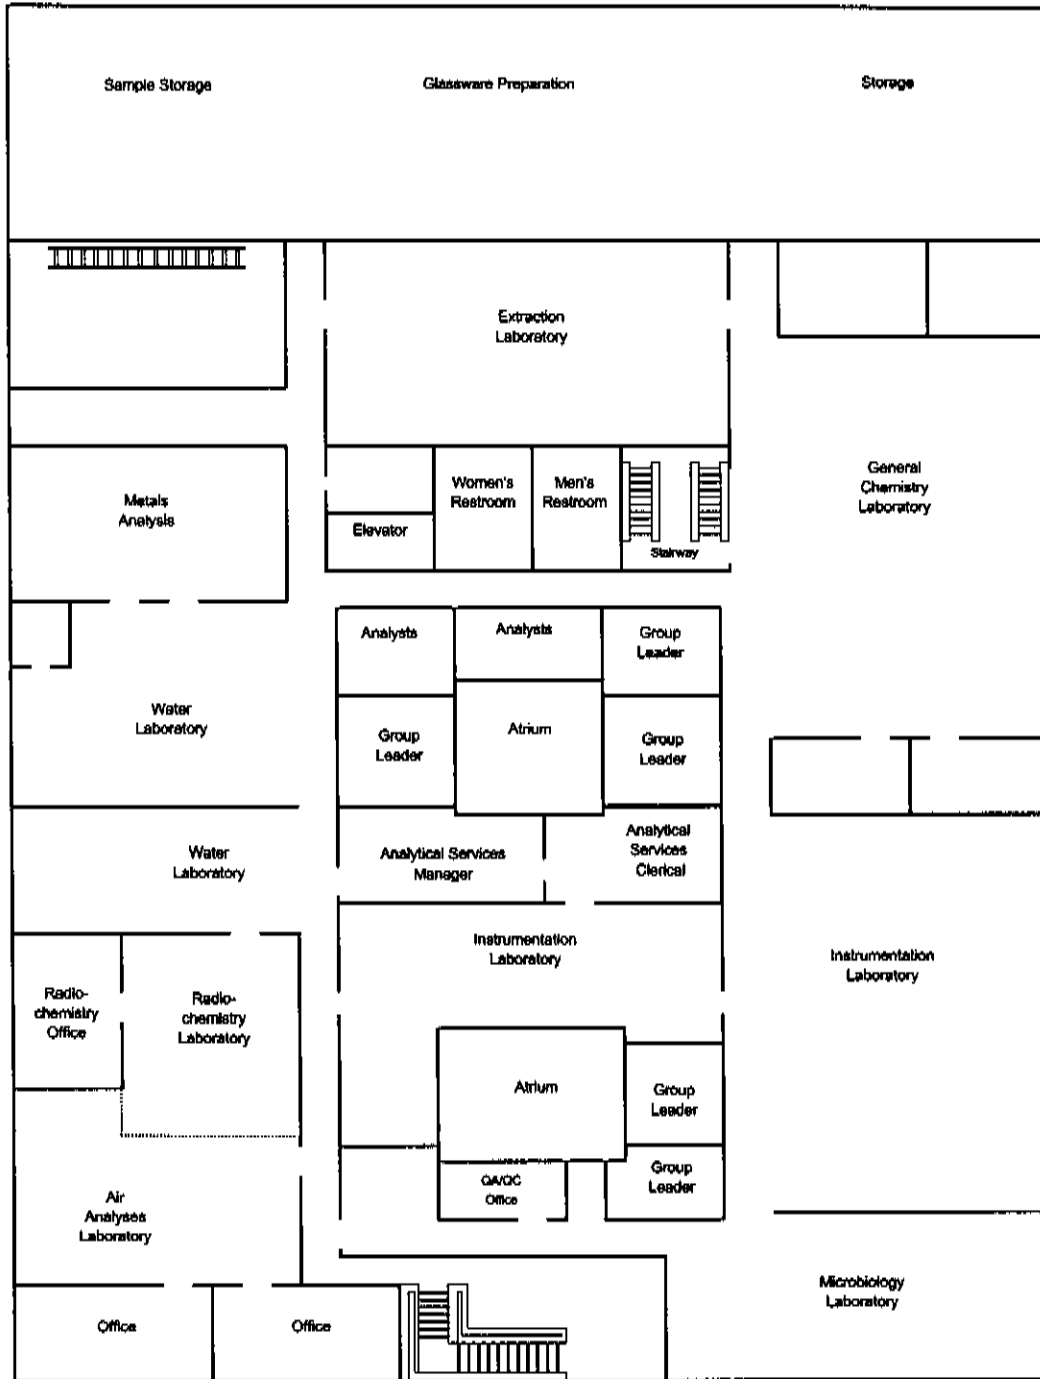 Sample Storage
Glassware Preparation
Storage
Extraction
Laboratory
Women's
Restroom
Men's
Restroom
General
Chemistry
Laboratory
Metals
Analysis
Elevator
Stairway
Analysts
Analysts
Group
Leader
Water
Laboratory
Group
Leader
Atrium
Group
Leader
Water
Laboratory
Analytical Services
Manager
Analytical
Services
Clerical
Instrumentation
Laboratory
Instrumentation
Laboratory
Radio-
chemistry
Office
Radio-
chemistry
Laboratory
Atrium
Group
Leader
QA/QC
Office
Group
Leader
Air
Analyses
Laboratory
Microbiology
Laboratory
Office
Office